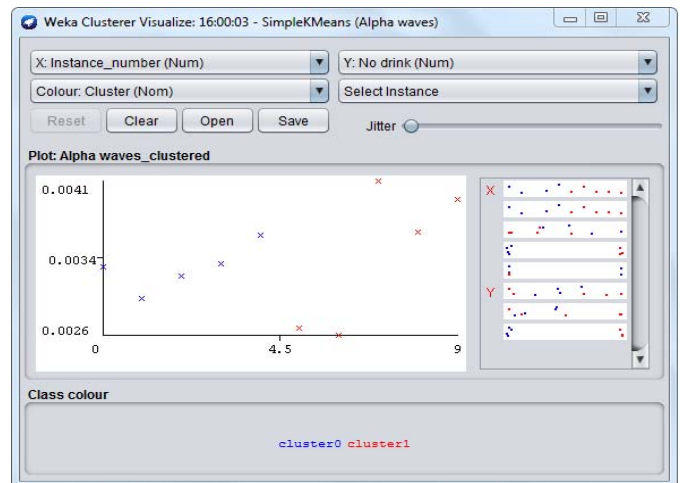 Weka Clusterer Visualize: 16:00:03 - SimpleKMeans (Alpha waves)
X: Instance_number (Num) Y: No drink (Num)
Colour: Cluster (Nom) Select Instance
Reset Clear Open Save Jitter
Plot: Alpha waves_clustered
0.0041
X
0.0034
Y
0.0026
0 4.5 9
Class colour
cluster0 cluster1